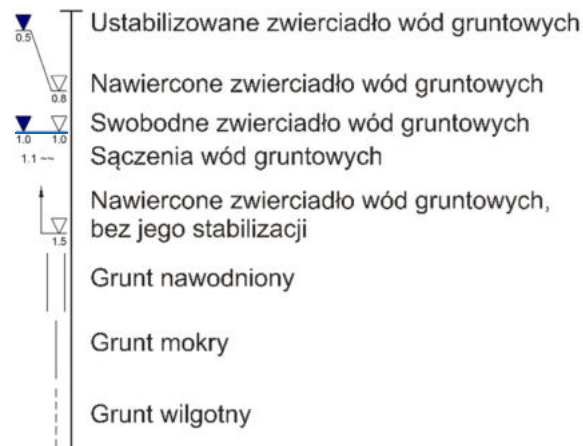 Ustabilizowane zwierciadło wód gruntowych
0.5
Nawiercone zwierciadło wód gruntowych
0.8
Swobodne zwierciadło wód gruntowych
1.0 1.0
1.1 ~~ Sączenia wód gruntowych
Nawiercone zwierciadło wód gruntowych,
bez jego stabilizacji
1.5
Grunt nawodniony
Grunt mokry
Grunt wilgotny